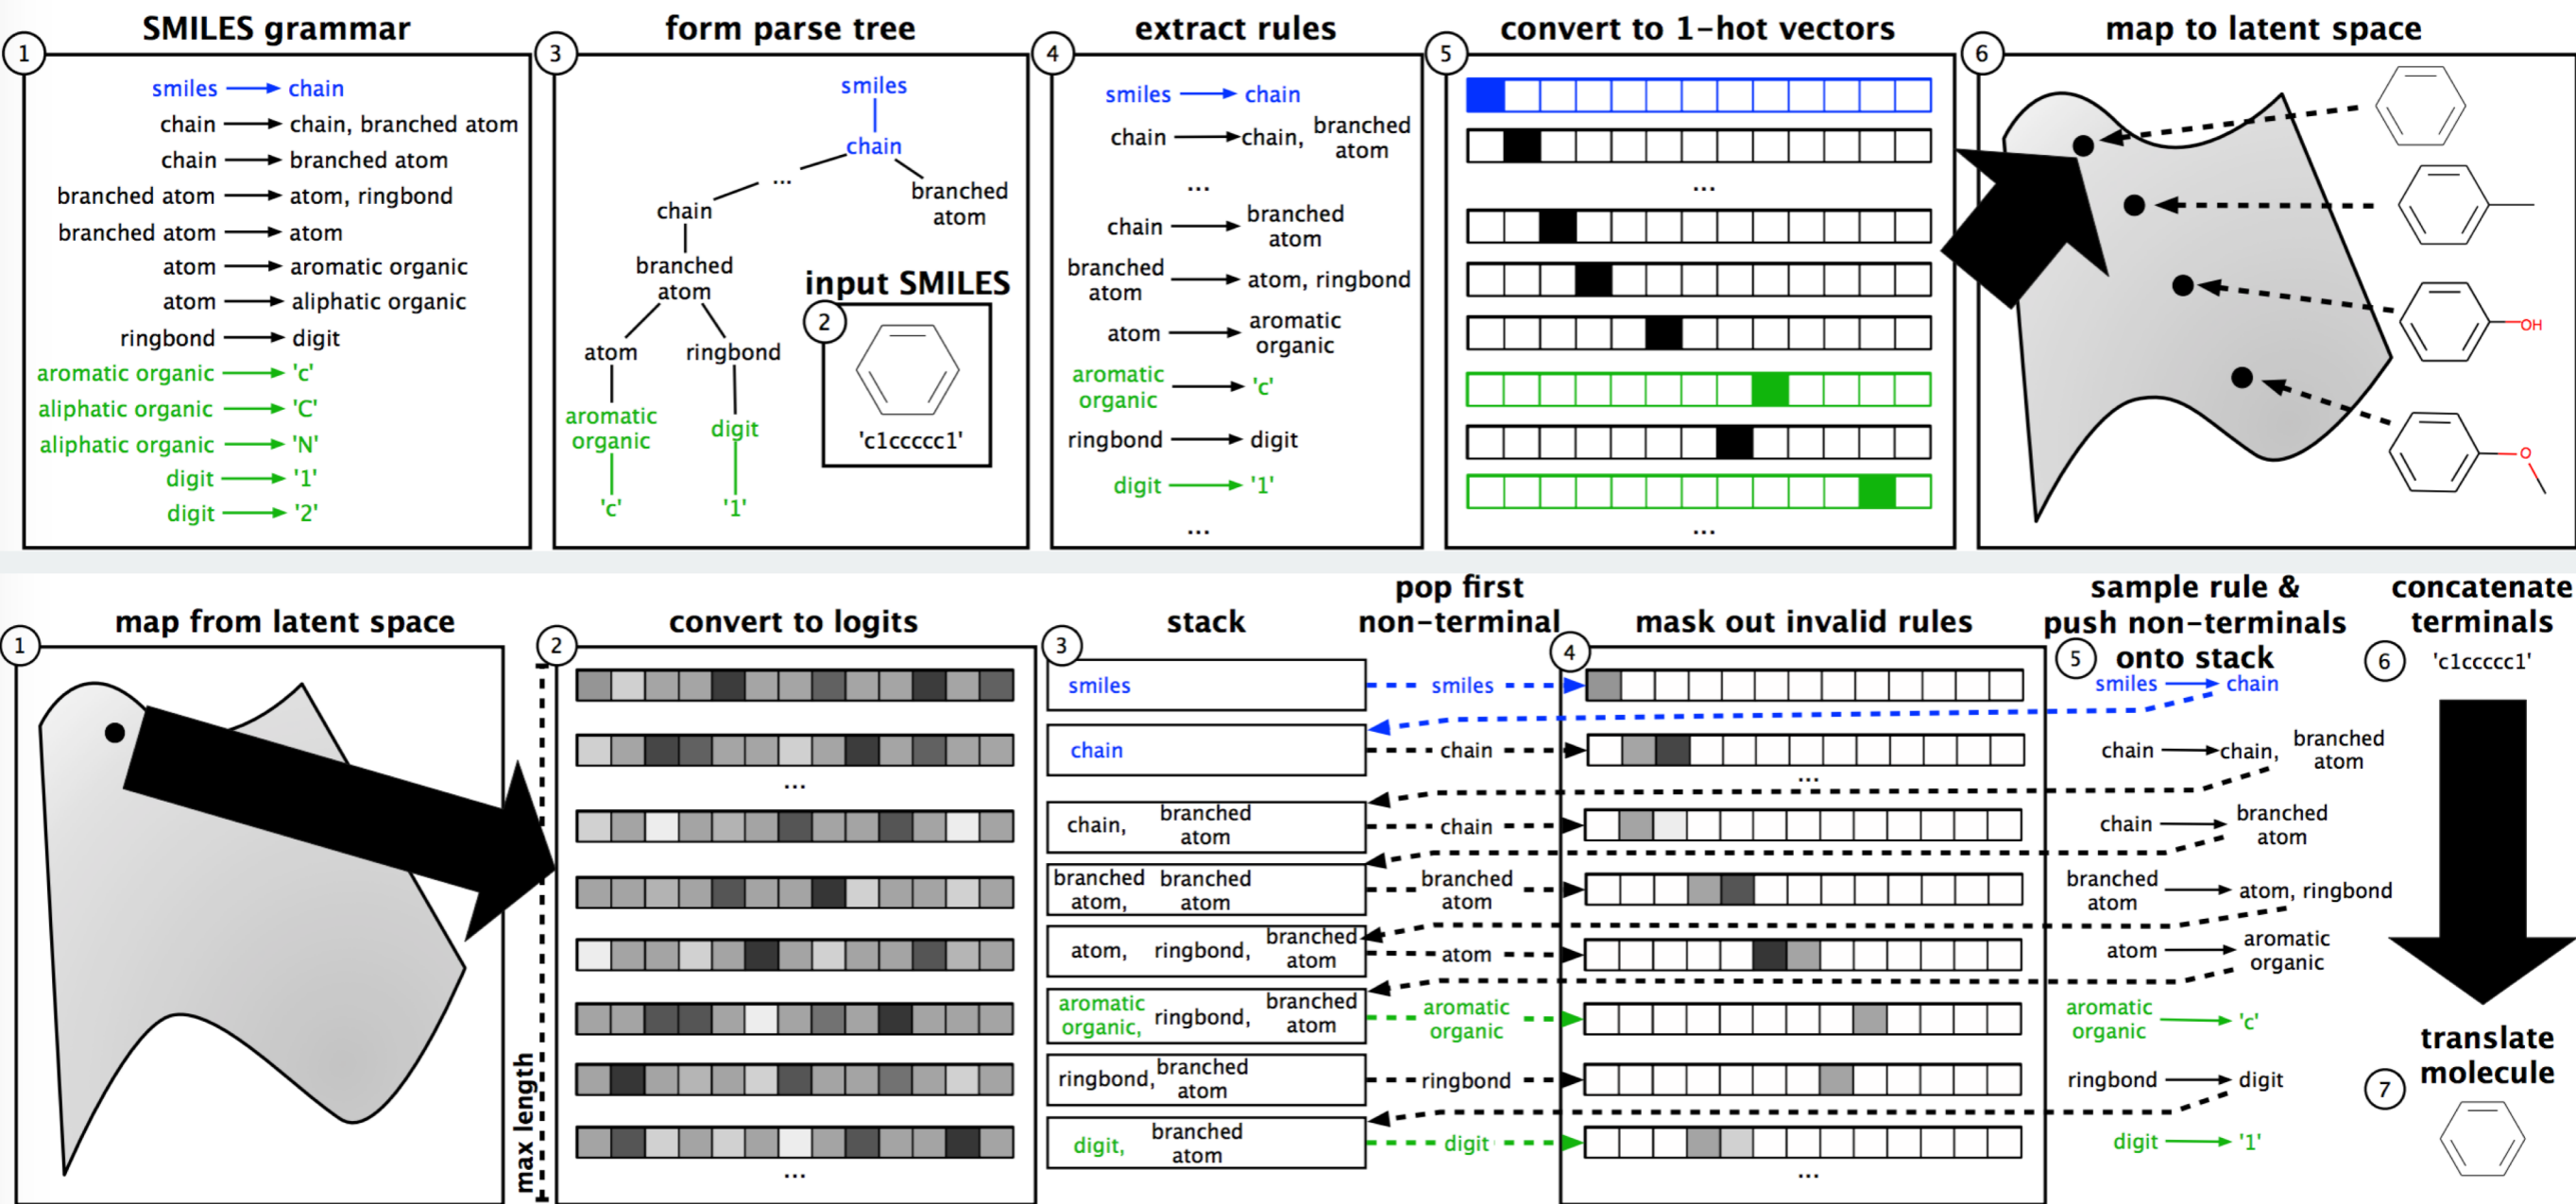 SMILES grammar
1
smiles → chain
chain → chain, branched atom
chain → branched atom
branched atom → atom, ringbond
branched atom → atom
atom → aromatic organic
atom → aliphatic organic
ringbond → digit
aromatic organic → 'c'
aliphatic organic → 'C'
aliphatic organic → 'N'
digit → '1'
digit → '2'
form parse tree
3
smiles
chain
...
branched
atom
chain
branched
atom
atom ringbond
aromatic
organic
digit
'c' '1'
input SMILES
2
'c1ccccc1'
extract rules
4
smiles → chain
chain → chain, branched
atom
...
chain → branched
atom
branched
atom → atom, ringbond
atom → aromatic
organic
aromatic
organic → 'c'
ringbond → digit
digit → '1'
...
convert to 1-hot vectors
5
...
...
map to latent space
6
OH
O
map from latent space
1
convert to logits
2
max length
...
...
stack
3
smiles
chain
chain, branched
atom
branched
atom, branched
atom
atom, ringbond, branched
atom
aromatic
organic, ringbond, branched
atom
ringbond, branched
atom
digit, branched
atom
pop first
non-terminal
smiles
chain
chain
branched
atom
atom
aromatic
organic
ringbond
digit
mask out invalid rules
4
...
...
sample rule &
push non-terminals
onto stack
5
smiles → chain
chain → chain, branched
atom
chain → branched
atom
branched
atom → atom, ringbond
atom → aromatic
organic
aromatic
organic → 'c'
ringbond → digit
digit → '1'
concatenate
terminals
6
'c1ccccc1'
translate
molecule
7